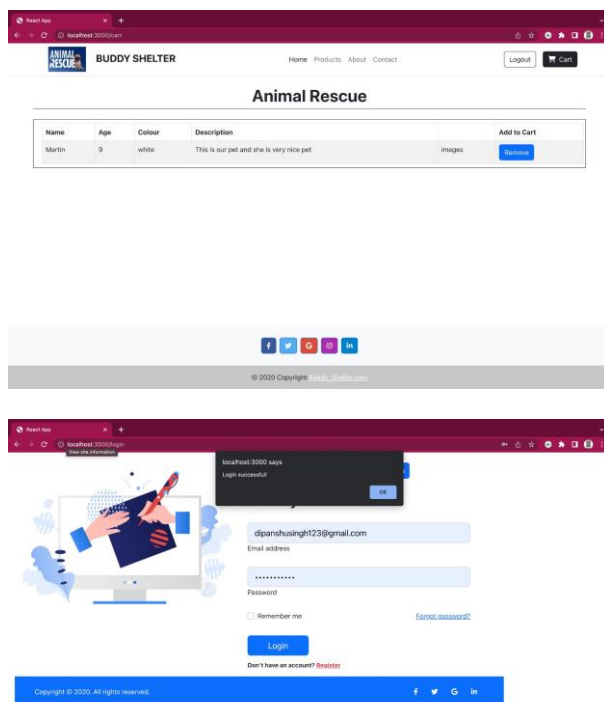 React App
localhost:3000/cart
ANIMAL RESCUE BUDDY SHELTER Home Products About Contact Logout Cart
Animal Rescue
Name Age Colour Description Add to Cart
Martin 9 white This is our pet and she is very nice pet images Remove
f G in
© 2020 Copyright: Buddy_Shelter.com
React App
localhost:3000/login
View site information
localhost:3000 says
Login successfull
OK
dipanshusingh123@gmail.com
Email address
Password
Remember me Forgot password?
Login
Don't have an account? Register
Copyright © 2020. All rights reserved. f G in